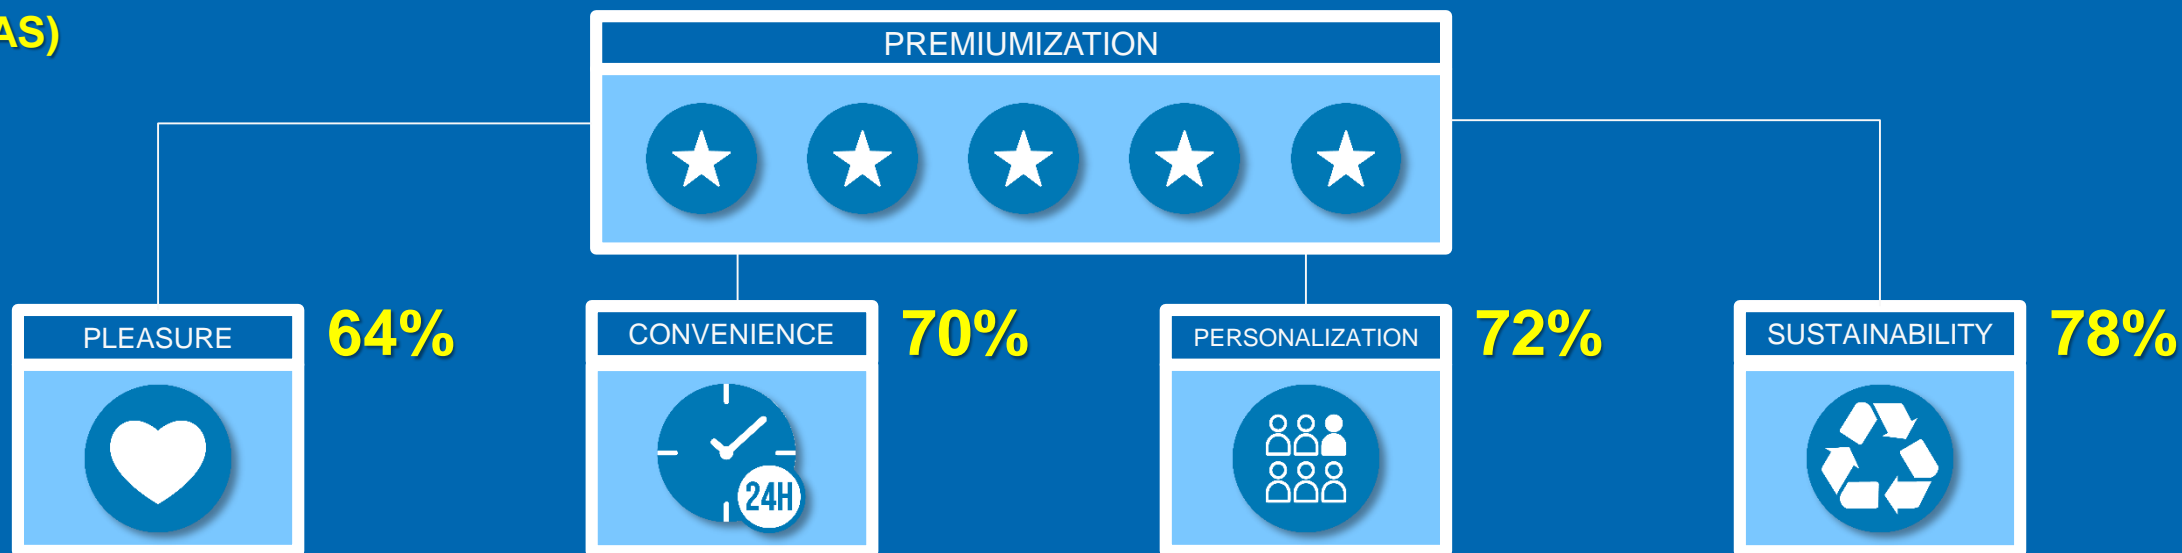 AS)
PREMIUMIZATION
PLEASURE
64%
CONVENIENCE
70%
PERSONALIZATION
72%
SUSTAINABILITY
78%
24H